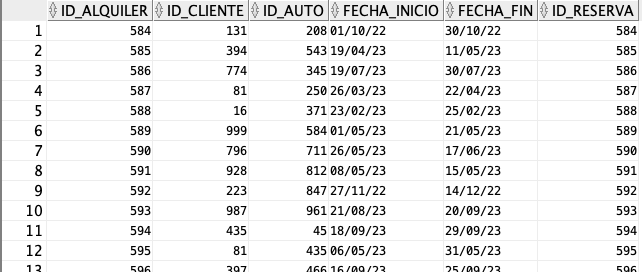 ID_ALQUILER ID_CLIENTE ID_AUTO FECHA_INICIO FECHA_FIN ID_RESERVA
1 584 131 208 01/10/22 30/10/22 584
2 585 394 543 19/04/23 11/05/23 585
3 586 774 345 19/07/23 30/07/23 586
4 587 81 250 26/03/23 22/04/23 587
5 588 16 371 23/02/23 25/02/23 588
6 589 999 584 01/05/23 21/05/23 589
7 590 796 711 26/05/23 17/06/23 590
8 591 928 812 08/05/23 15/05/23 591
9 592 223 847 27/11/22 14/12/22 592
10 593 987 961 21/08/23 20/09/23 593
11 594 435 45 18/09/23 29/09/23 594
12 595 81 435 06/05/23 31/05/23 595
13 596 397 466 16/09/23 25/09/23 596